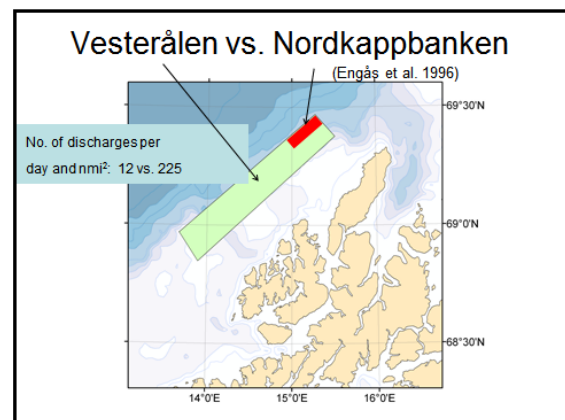 Vesterålen vs. Nordkappbanken
(Engås et al. 1996)
69°30'N
No. of discharges per
day and nmi²: 12 vs. 225
69°0'N
68°30'N
14°0'E
15°0'E
16°0'E